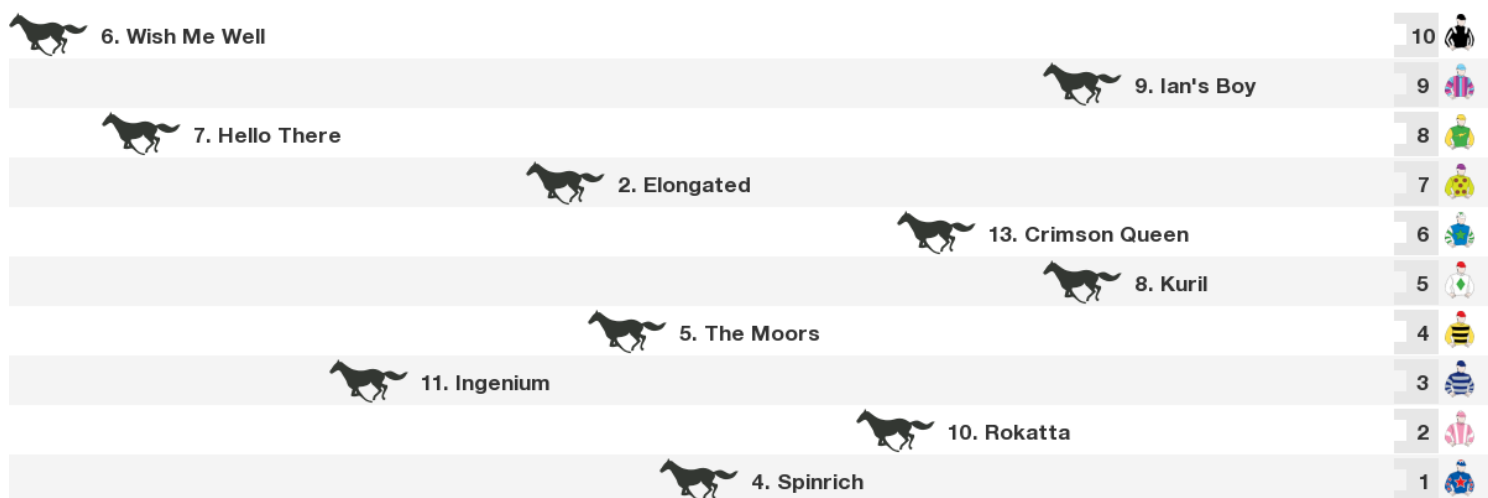 6. Wish Me Well 10
9. Ian's Boy 9
7. Hello There 8
2. Elongated 7
13. Crimson Queen 6
8. Kuril 5
5. The Moors 4
11. Ingenium 3
10. Rokatta 2
4. Spinrich 1